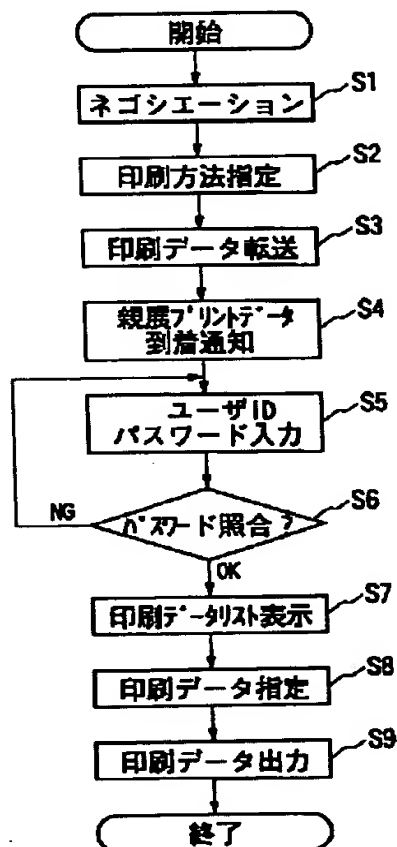 開始
S1
ネゴシエーション
S2
印刷方法指定
S3
印刷データ転送
S4
親展プリントデータ
到着通知
S5
ユーザID
パスワード入力
S6
NG
パスワード照合?
OK
S7
印刷データリスト表示
S8
印刷データ指定
S9
印刷データ出力
終了